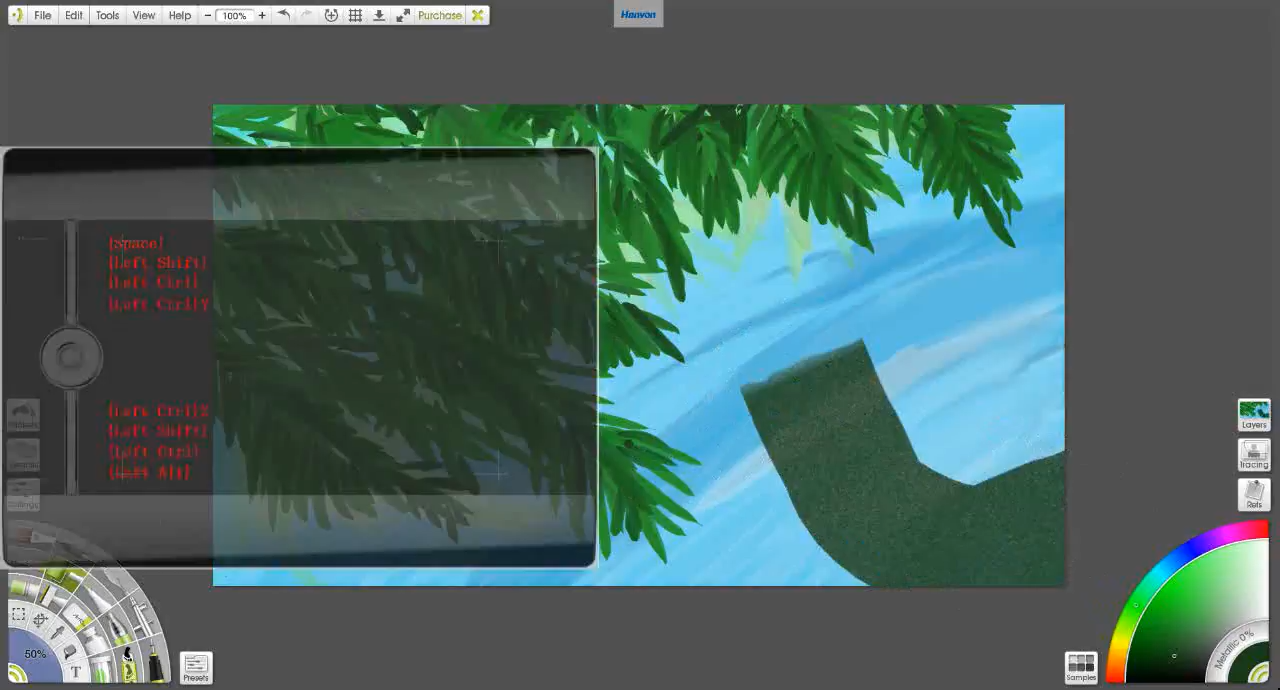 File Edit Tools View Help 100% Purchase
Hanvon
[Space]
[Left Shift]
[Left Ctrl]
[Left Ctrl]Y
[Left Ctrl]Z
[Left Shift]
[Left Ctrl]
[Left Alt]
Layers
Tracing
Refs
50%
T
Presets
Samples
Metallic 0%